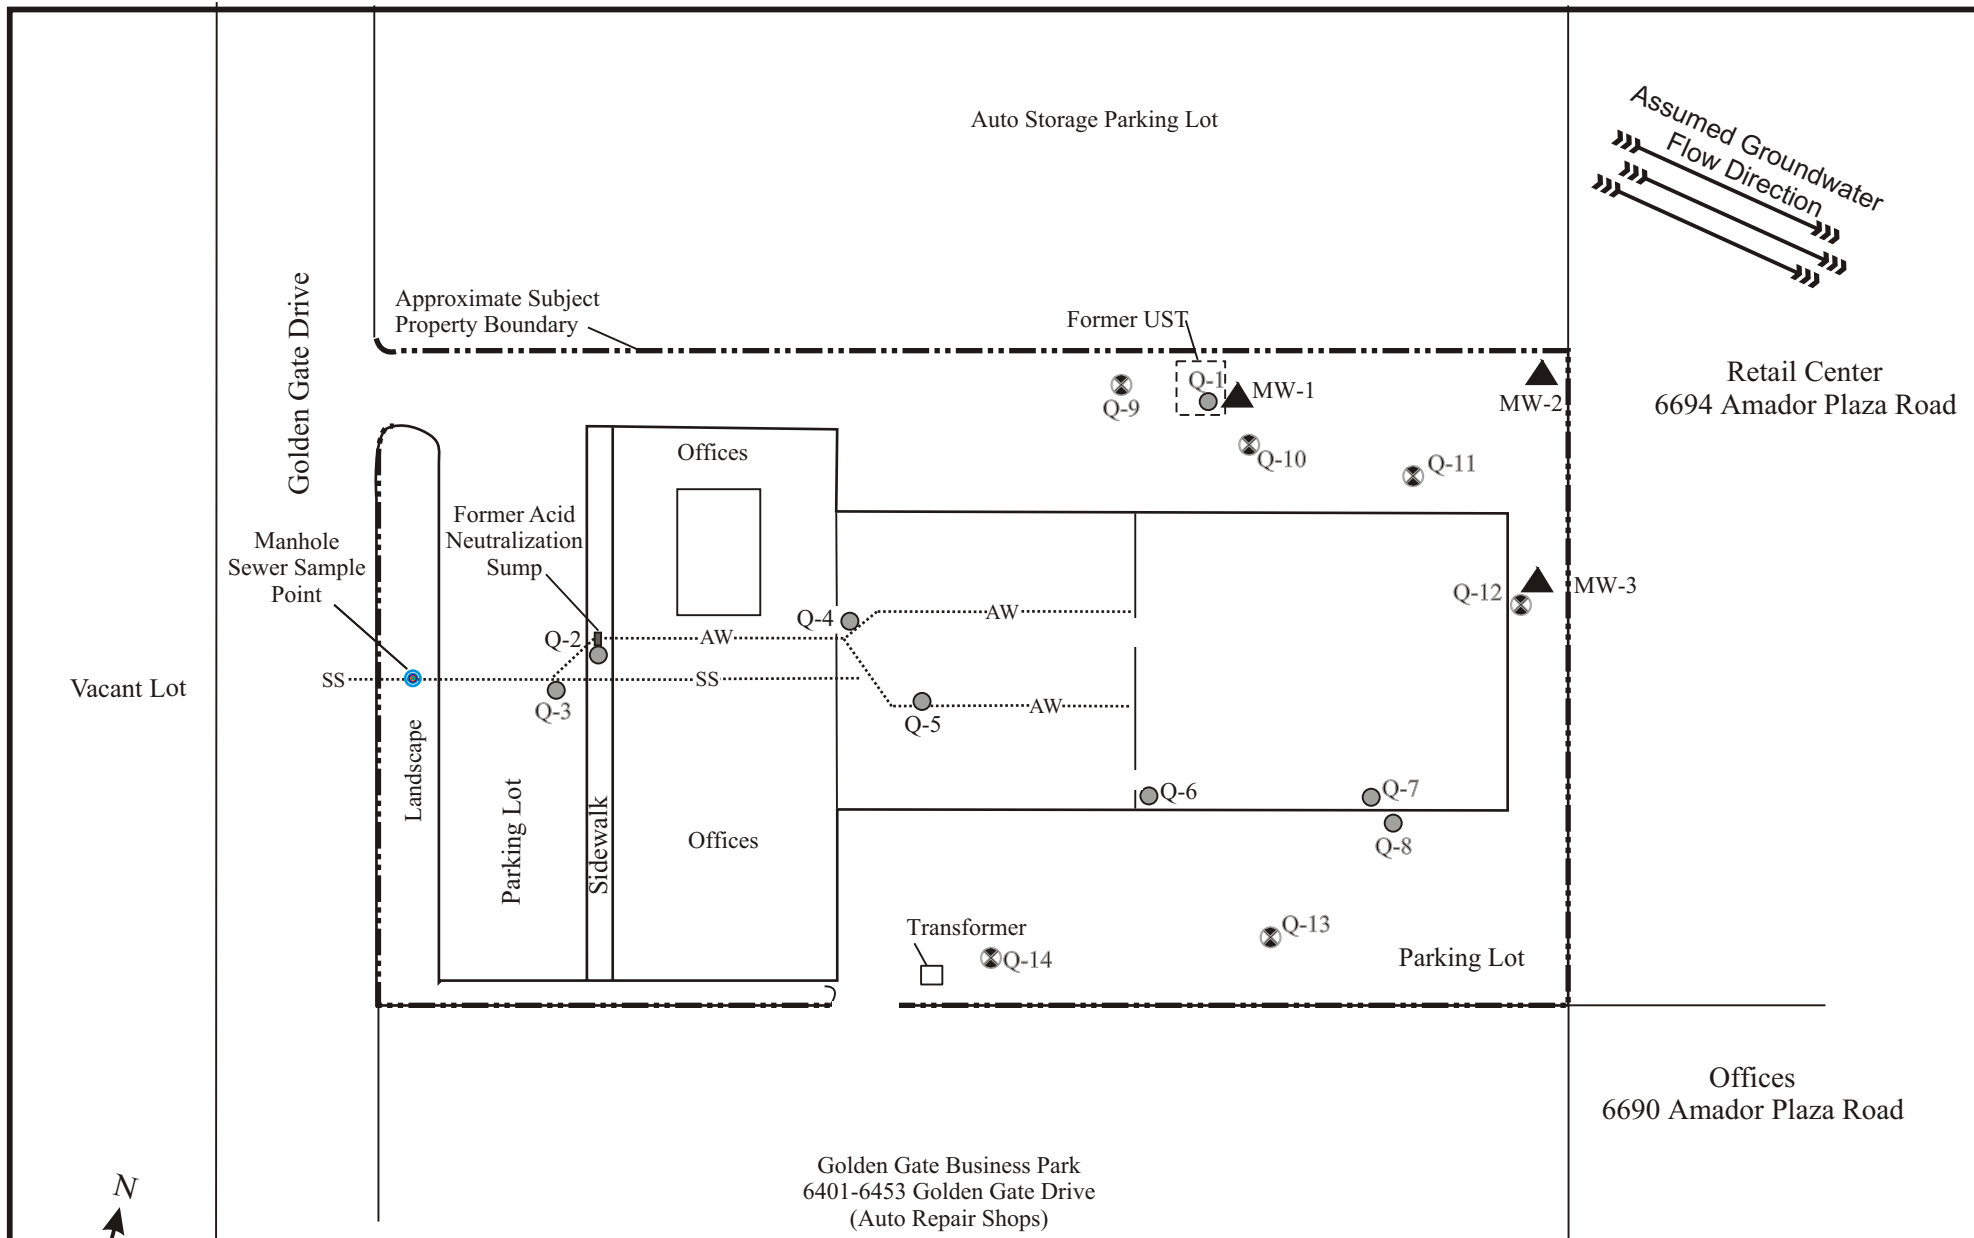 Auto Storage Parking Lot
Assumed Groundwater
Flow Direction
Golden Gate Drive
Approximate Subject
Property Boundary
Former UST
Q-1
MW-1
MW-2
Q-9
Q-10
Q-11
Retail Center
6694 Amador Plaza Road
Offices
Former Acid
Neutralization
Sump
Manhole
Sewer Sample
Point
Q-2
AW
Q-4
AW
Q-12
MW-3
Vacant Lot
SS
SS
Q-3
Q-5
AW
Landscape
Parking Lot
Sidewalk
Offices
Q-6
Q-7
Q-8
Transformer
Q-14
Q-13
Parking Lot
Offices
6690 Amador Plaza Road
Golden Gate Business Park
6401-6453 Golden Gate Drive
(Auto Repair Shops)
N